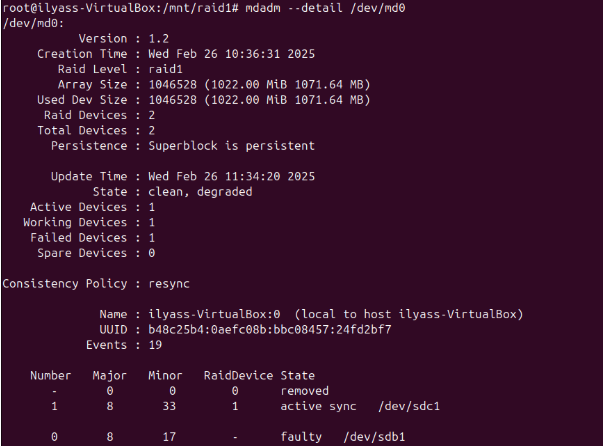 root@ilyass-VirtualBox:/mnt/raid1# mdadm --detail /dev/md0
/dev/md0:
Version : 1.2
Creation Time : Wed Feb 26 10:36:31 2025
Raid Level : raid1
Array Size : 1046528 (1022.00 MiB 1071.64 MB)
Used Dev Size : 1046528 (1022.00 MiB 1071.64 MB)
Raid Devices : 2
Total Devices : 2
Persistence : Superblock is persistent
Update Time : Wed Feb 26 11:34:20 2025
State : clean, degraded
Active Devices : 1
Working Devices : 1
Failed Devices : 1
Spare Devices : 0
Consistency Policy : resync
Name : ilyass-VirtualBox:0  (local to host ilyass-VirtualBox)
UUID : b48c25b4:0aefc08b:bbc08457:24fd2bf7
Events : 19
Number   Major   Minor   RaidDevice State
-       0        0        0      removed
1       8       33        1      active sync   /dev/sdc1
0       8       17        -      faulty   /dev/sdb1